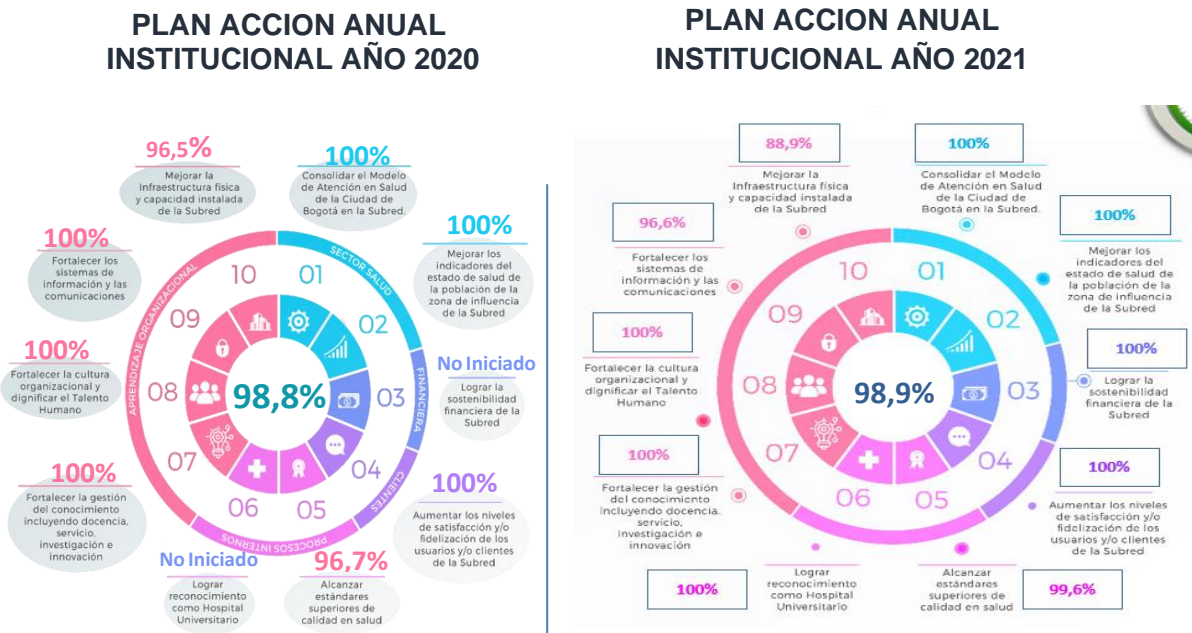 PLAN ACCION ANUAL
INSTITUCIONAL AÑO 2020
96,5%
Mejorar la
Infraestructura física
y capacidad instalada
de la Subred
100%
Consolidar el Modelo
de Atención en Salud
de la Ciudad de
Bogotá en la Subred.
100%
Fortalecer los
sistemas de
información y las
comunicaciones
100%
Mejorar los
indicadores del
estado de salud de
la población de la
zona de influencia
de la Subred
100%
Fortalecer la cultura
organizacional y
dignificar el Talento
Humano
No Iniciado
Lograr la
sostenibilidad
financiera de la
Subred
100%
Fortalecer la gestión
del conocimiento
incluyendo docencia,
servicio,
investigación e
innovación
100%
Aumentar los niveles
de satisfacción y/o
fidelización de los
usuarios y/o clientes
de la Subred
No Iniciado
Lograr
reconocimiento
como Hospital
Universitario
96,7%
Alcanzar
estándares
superiores de
calidad en salud
SECTOR SALUD
FINANCIERA
CLIENTES
PROCESOS INTERNOS
APRENDIZAJE ORGANIZACIONAL
01
02
03
04
05
06
07
08
09
10
98,8%
PLAN ACCION ANUAL
INSTITUCIONAL AÑO 2021
88,9%
Mejorar la
Infraestructura física
y capacidad instalada
de la Subred
100%
Consolidar el Modelo
de Atención en Salud
de la Ciudad de
Bogotá en la Subred.
96,6%
Fortalecer los
sistemas de
información y las
comunicaciones
100%
Mejorar los
indicadores del
estado de salud de
la población de la
zona de influencia
de la Subred
100%
Fortalecer la cultura
organizacional y
dignificar el Talento
Humano
100%
Lograr la
sostenibilidad
financiera de la
Subred
100%
Fortalecer la gestión
del conocimiento
incluyendo docencia,
servicio,
investigación e
innovación
100%
Aumentar los niveles
de satisfacción y/o
fidelización de los
usuarios y/o clientes
de la Subred
100%
Lograr
reconocimiento
como Hospital
Universitario
99,6%
Alcanzar
estándares
superiores de
calidad en salud
01
02
03
04
05
06
07
08
09
10
98,9%